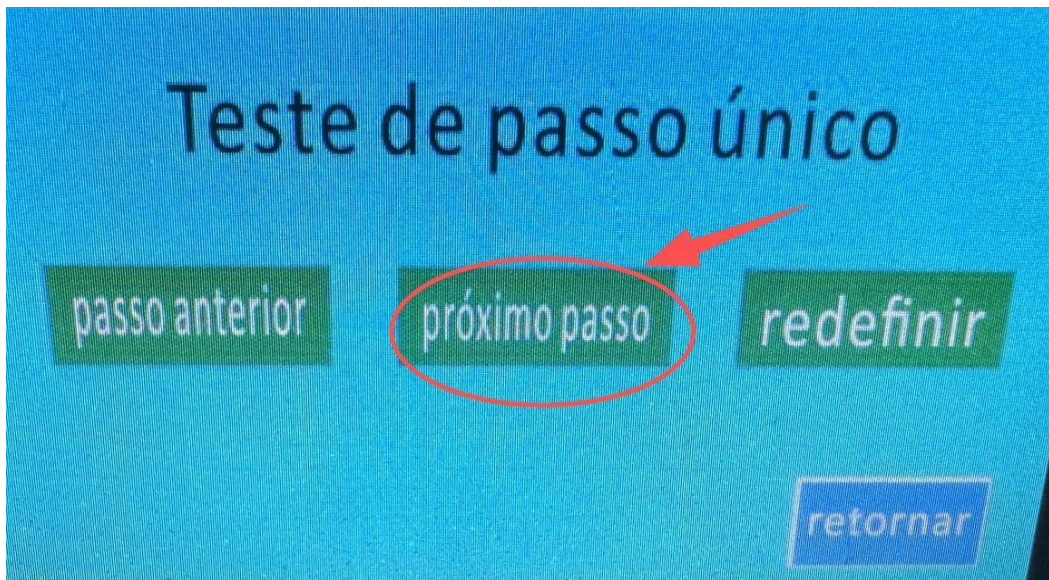 Teste de passo único
passo anterior próximo passo redefinir
retornar